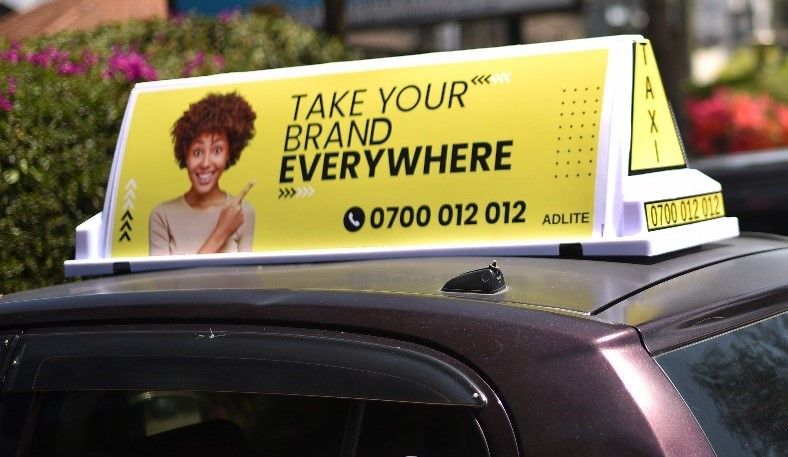 TAKE YOUR
BRAND
EVERYWHERE
0700 012 012
ADLITE
TAXI
0700 012 012